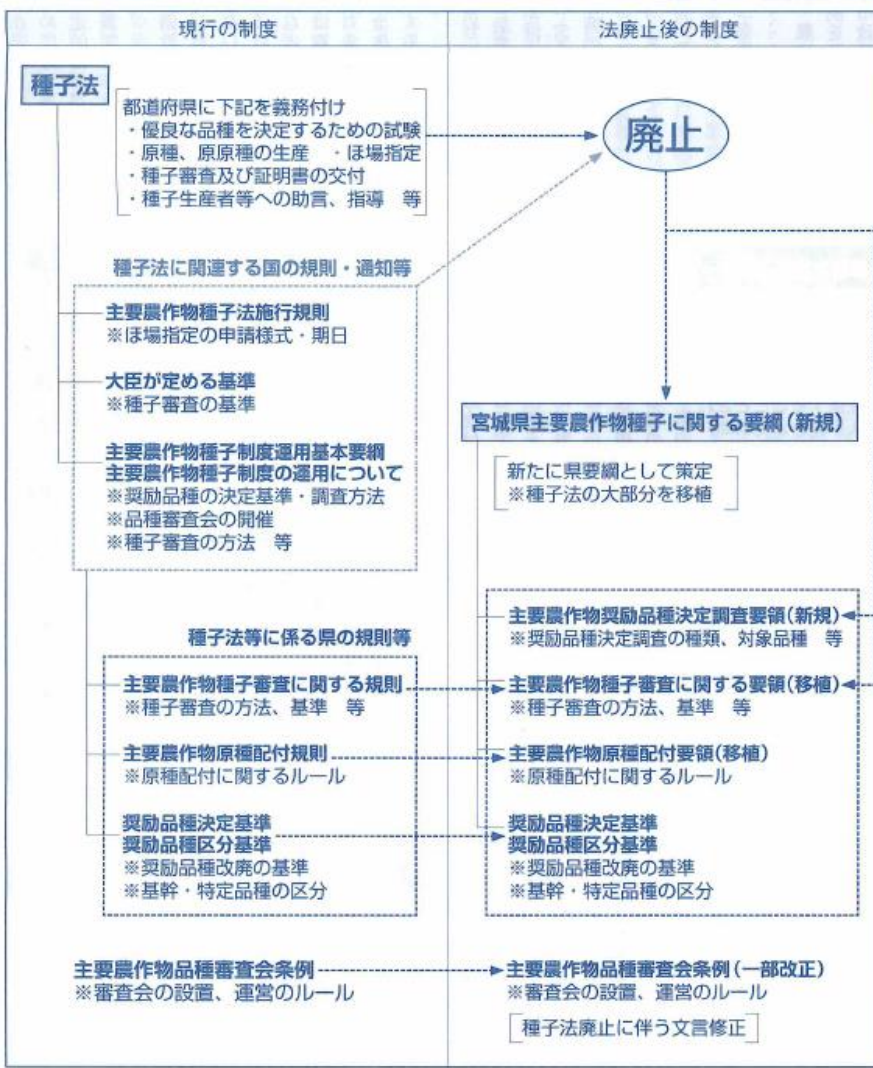 現行の制度
種子法
都道府県に下記を義務付け
・優良な品種を決定するための試験
・原種、原原種の生産　・ほ場指定
・種子審査及び証明書の交付
・種子生産者等への助言、指導　等
種子法に関連する国の規則・通知等
主要農作物種子法施行規則
※ほ場指定の申請様式・期日
大臣が定める基準
※種子審査の基準
主要農作物種子制度運用基本要綱
主要農作物種子制度の運用について
※奨励品種の決定基準・調査方法
※品種審査会の開催
※種子審査の方法　等
種子法等に係る県の規則等
主要農作物種子審査に関する規則
※種子審査の方法、基準　等
主要農作物原種配付規則
※原種配付に関するルール
奨励品種決定基準
奨励品種区分基準
※奨励品種改廃の基準
※基幹・特定品種の区分
主要農作物品種審査会条例
※審査会の設置、運営のルール
法廃止後の制度
廃止
宮城県主要農作物種子に関する要綱（新規）
新たに県要綱として策定
※種子法の大部分を移植
主要農作物奨励品種決定調査要領（新規）
※奨励品種決定調査の種類、対象品種　等
主要農作物種子審査に関する要領（移植）
※種子審査の方法、基準　等
主要農作物原種配付要領（移植）
※原種配付に関するルール
奨励品種決定基準
奨励品種区分基準
※奨励品種改廃の基準
※基幹・特定品種の区分
主要農作物品種審査会条例（一部改正）
※審査会の設置、運営のルール
種子法廃止に伴う文言修正